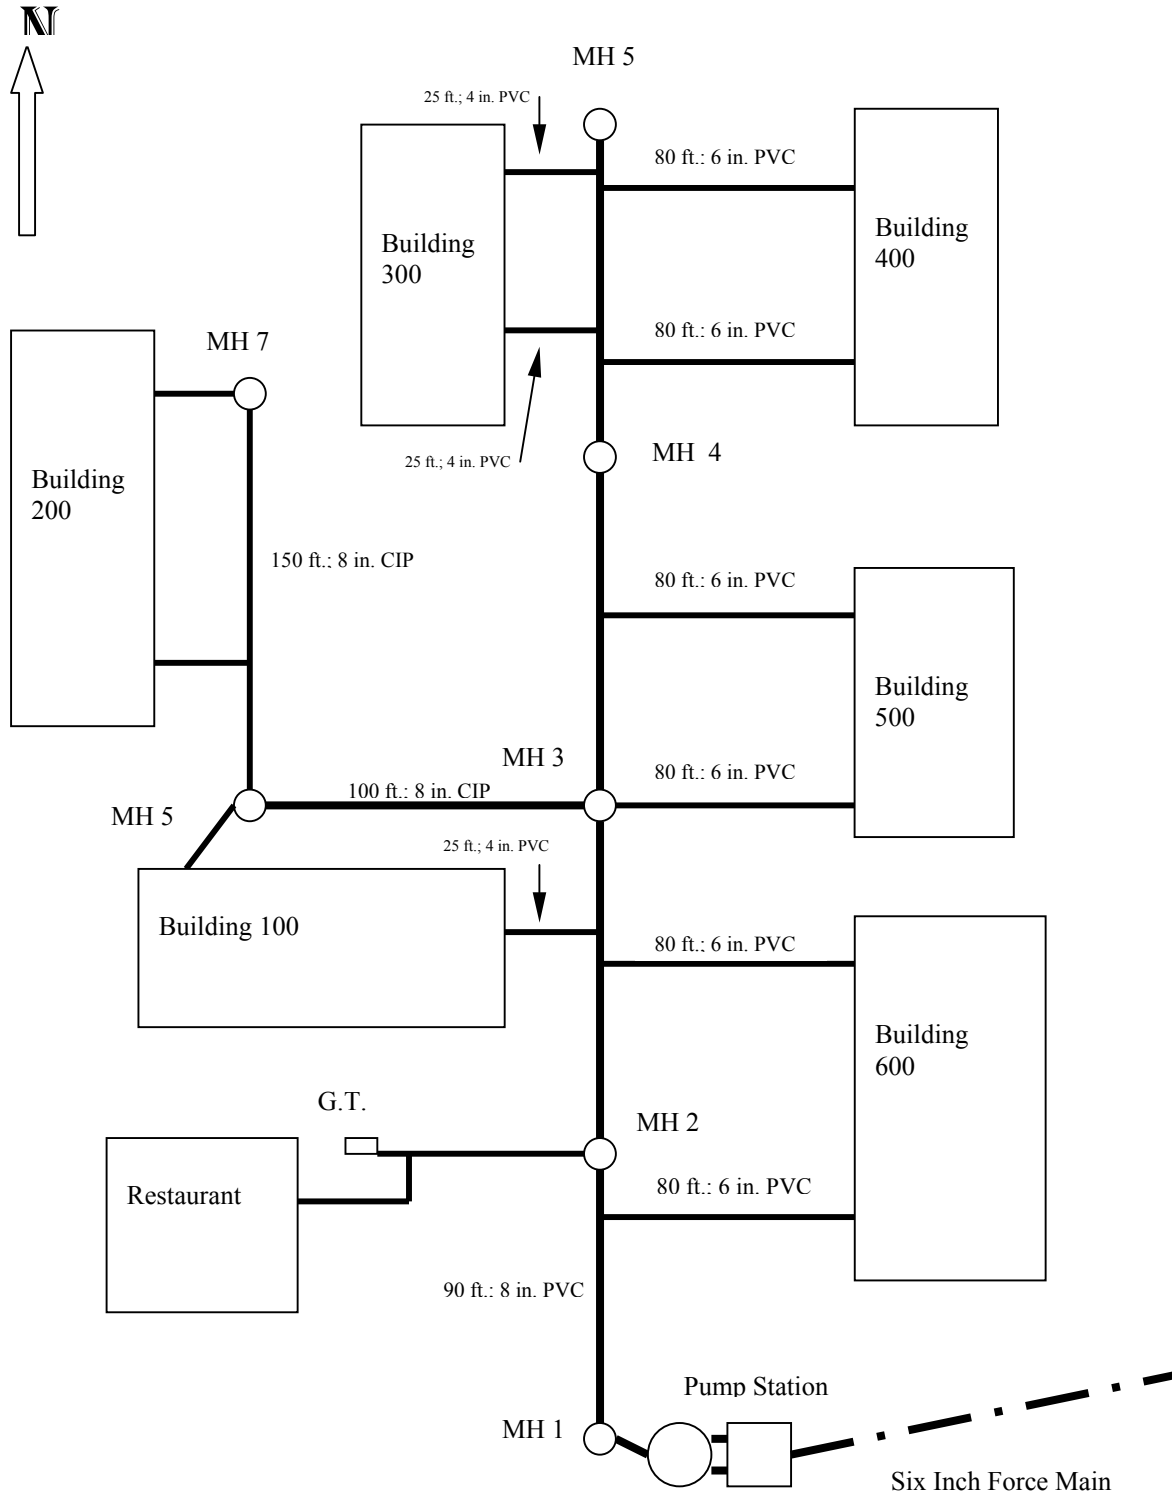 N
MH 5
25 ft.; 4 in. PVC
80 ft.: 6 in. PVC
Building
300
Building
400
80 ft.: 6 in. PVC
MH 7
25 ft.; 4 in. PVC
MH 4
Building
200
150 ft.; 8 in. CIP
80 ft.: 6 in. PVC
Building
500
MH 3
80 ft.: 6 in. PVC
100 ft.: 8 in. CIP
MH 5
25 ft.; 4 in. PVC
Building 100
80 ft.; 6 in. PVC
Building
600
G.T.
MH 2
Restaurant
80 ft.: 6 in. PVC
90 ft.: 8 in. PVC
Pump Station
MH 1
Six Inch Force Main